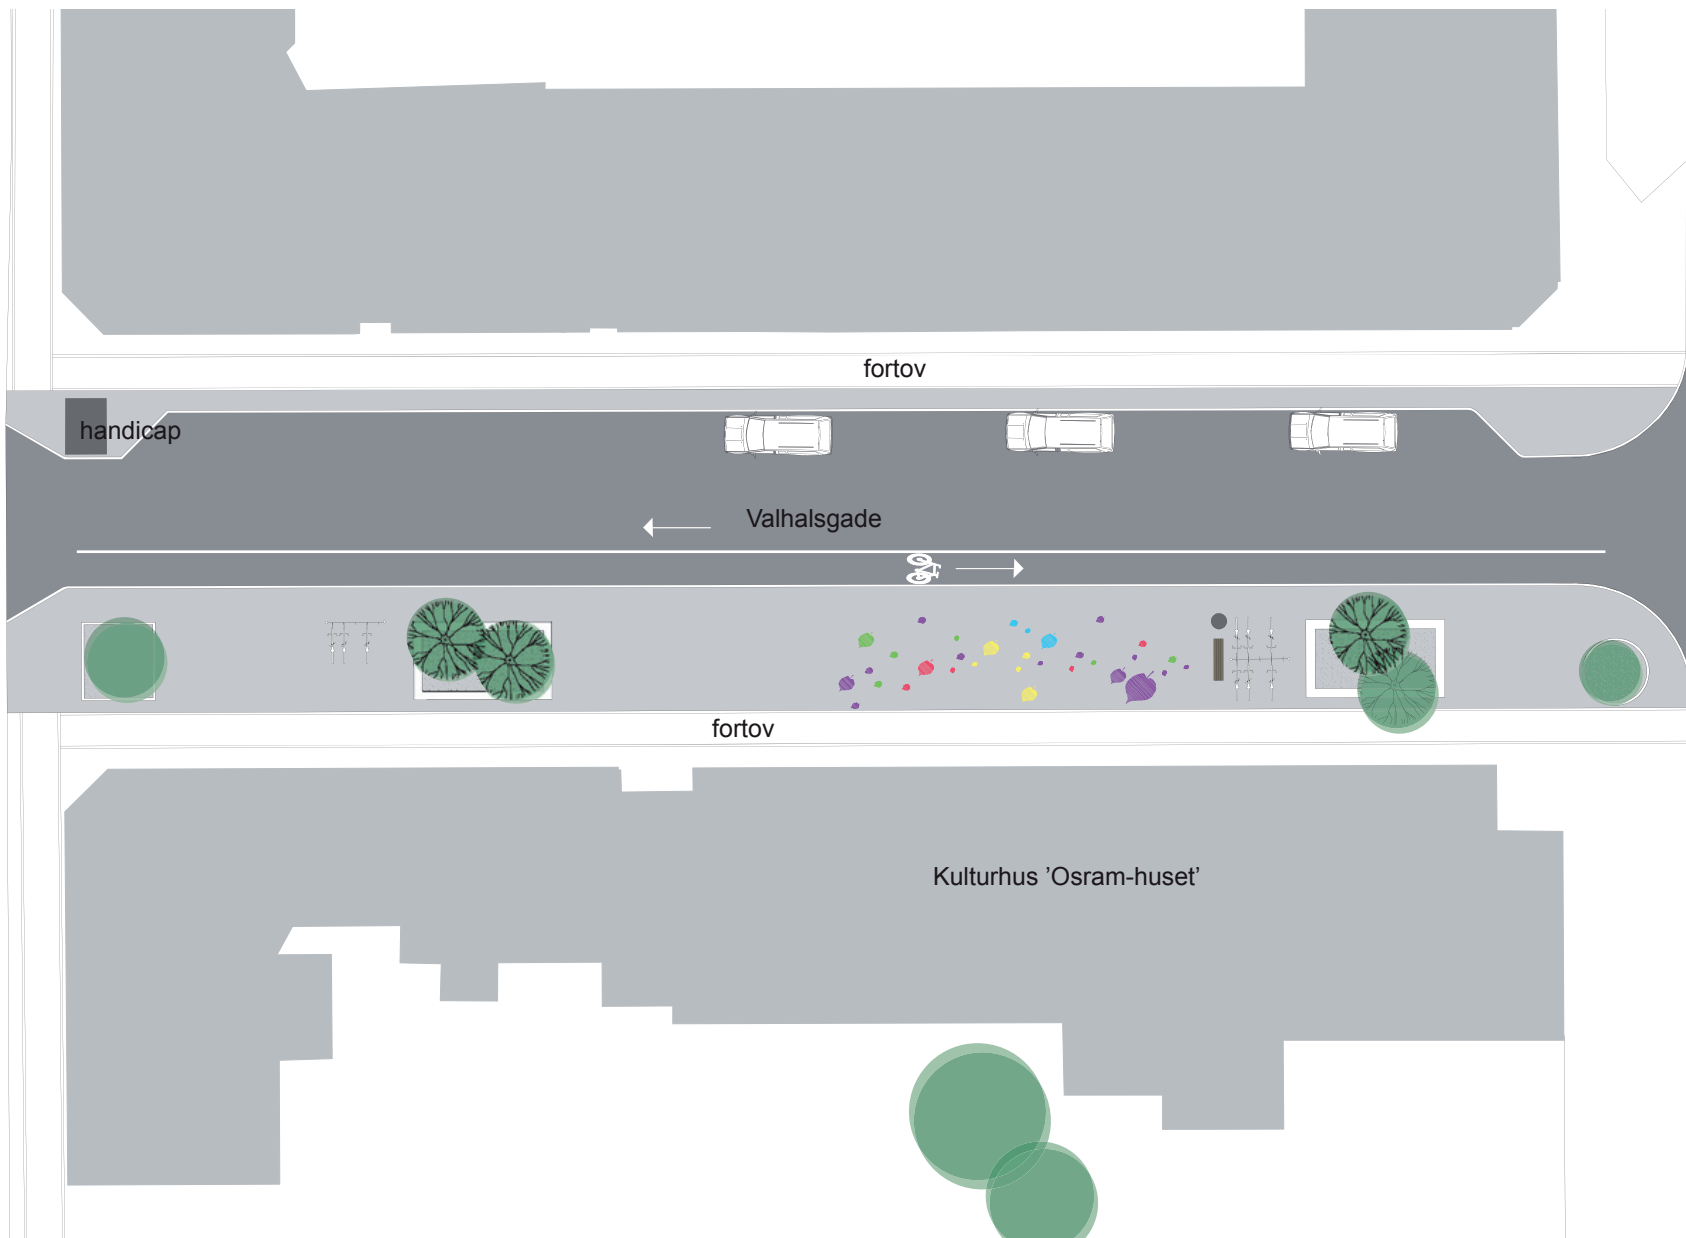 fortov
handicap
Valhalsgade
fortov
Kulturhus ’Osram-huset’